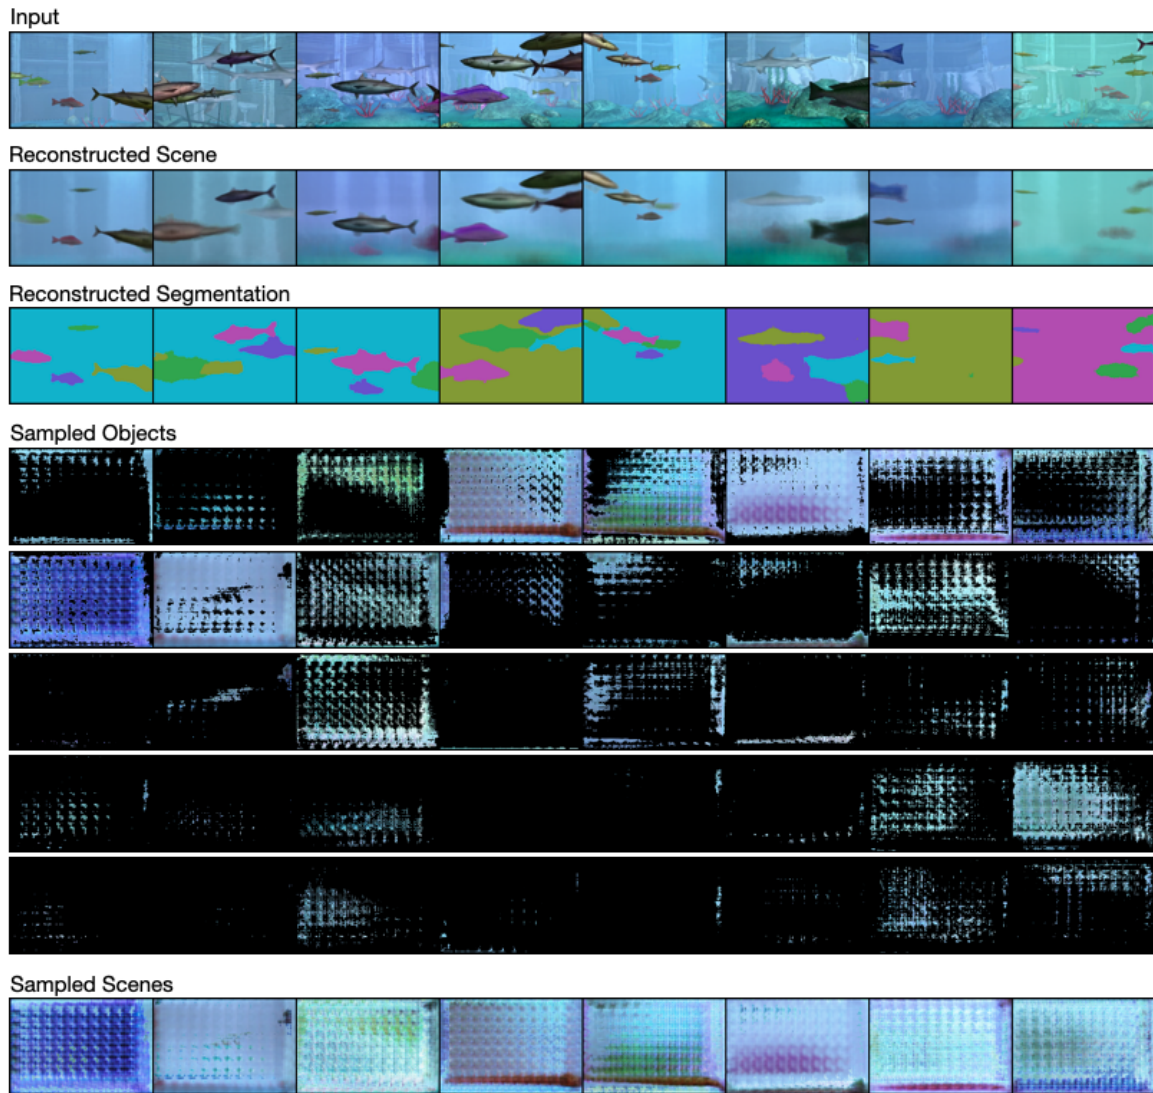 Input
Reconstructed Scene
Reconstructed Segmentation
Sampled Objects
Sampled Scenes